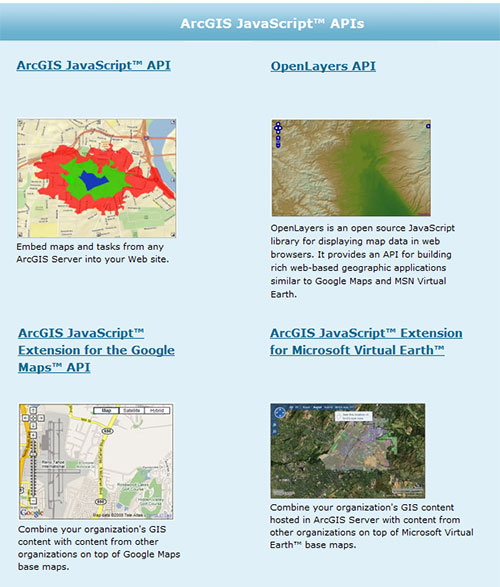 ArcGIS JavaScript™ APIs
ArcGIS JavaScript™ API
OpenLayers API
Embed maps and tasks from any
ArcGIS Server into your Web site.
OpenLayers is an open source JavaScript
library for displaying map data in web
browsers. It provides an API for building
rich web-based geographic applications
similar to Google Maps and MSN Virtual
Earth.
ArcGIS JavaScript™
Extension for the Google
Maps™ API
ArcGIS JavaScript™ Extension
for Microsoft Virtual Earth™
Map
Satellite
Hybrid
Reno Tahoe
International
Google
Combine your organization's GIS
content with content from other
organizations on top of Google Maps
base maps.
Combine your organization's GIS content
hosted in ArcGIS Server with content from
other organizations on top of Microsoft Virtual
Earth™ base maps.